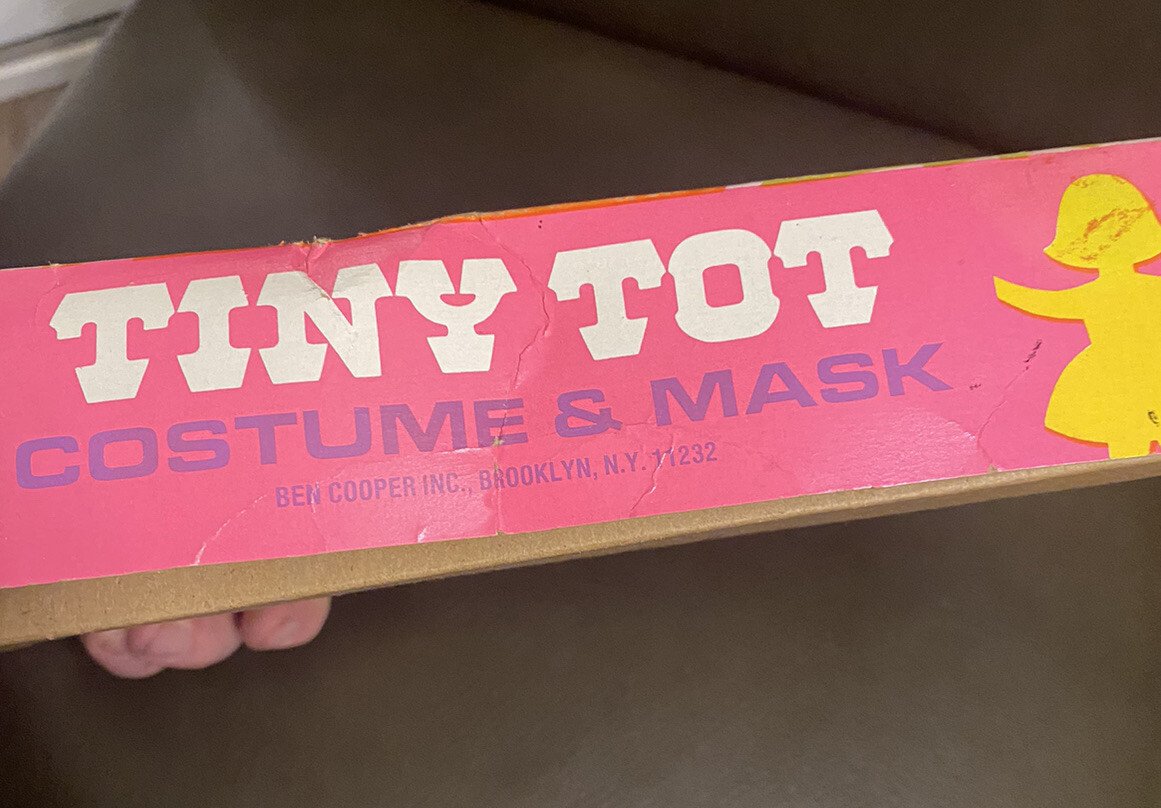 TINY TOT
COSTUME & MASK
BEN COOPER INC., BROOKLYN, N.Y. 11232